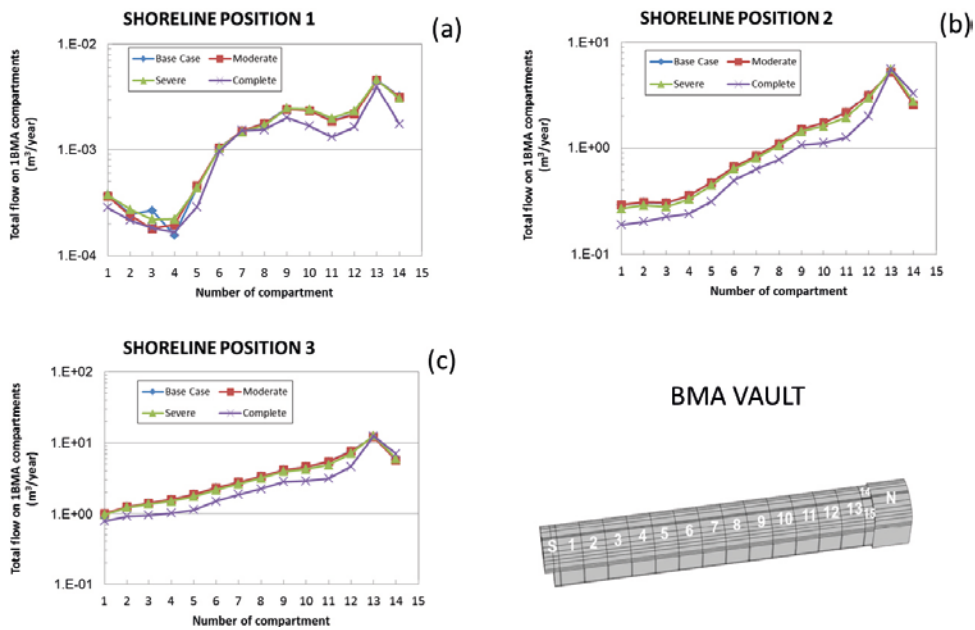 SHORELINE POSITION 1
(a)
Total flow on 1BMA compartments
(m³/year)
1.E-02
1.E-03
1.E-04
Base Case
Moderate
Severe
Complete
1 2 3 4 5 6 7 8 9 10 11 12 13 14 15
Number of compartment
SHORELINE POSITION 2
(b)
Total flow on 1BMA compartments
(m³/year)
1.E+01
1.E+00
1.E-01
Base Case
Moderate
Severe
Complete
1 2 3 4 5 6 7 8 9 10 11 12 13 14 15
Number of compartment
SHORELINE POSITION 3
(c)
Total flow on 1BMA compartments
(m³/year)
1.E+02
1.E+01
1.E+00
1.E-01
Base Case
Moderate
Severe
Complete
1 2 3 4 5 6 7 8 9 10 11 12 13 14 15
Number of compartment
BMA VAULT
S 1 2 3 4 5 6 7 8 9 10 11 12 13 14 15 N